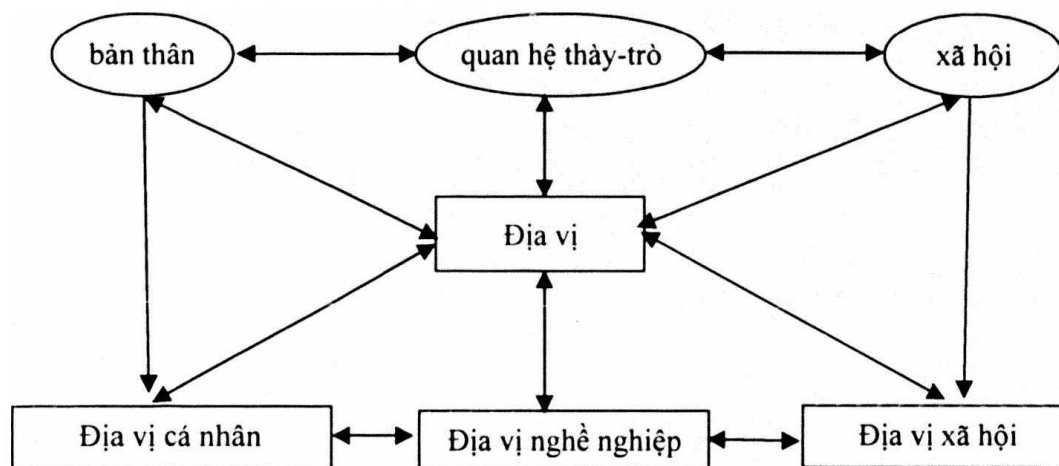 bản thân
quan hệ thày-trò
xã hội
Địa vị
Địa vị cá nhân
Địa vị nghề nghiệp
Địa vị xã hội